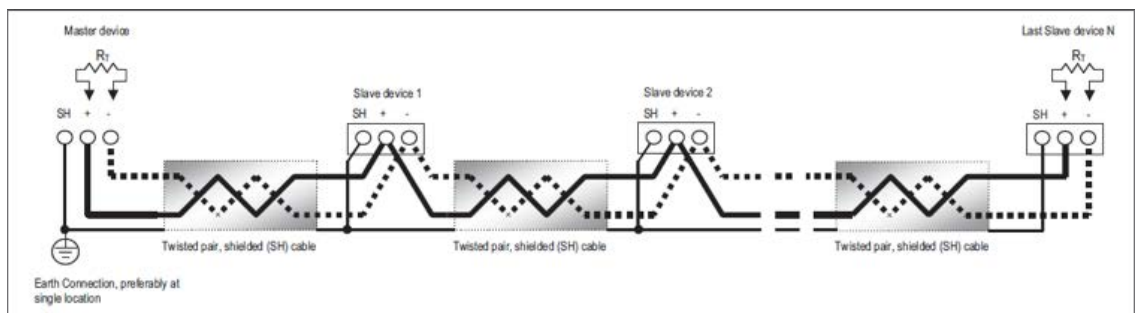 Master device
Last Slave device N
RT
RT
Slave device 1
Slave device 2
SH + -
SH + -
SH + -
SH + -
Twisted pair, shielded (SH) cable
Twisted pair, shielded (SH) cable
Twisted pair, shielded (SH) cable
Earth Connection, preferably at
single location